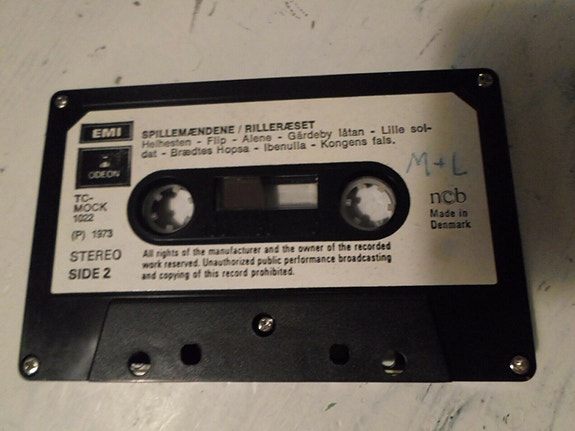 EMI
ODEON
SPILLEMÆNDENE / RILLERÆSET
Helhesten - Flip - Alene - Gärdeby låtan - Lille sol-
dat - Brædtes Hopsa - Ibenulla - Kongens fals.
M+L
TC-
MOCK
1022
(P) 1973
STEREO
SIDE 2
ncb
Made in
Denmark
All rights of the manufacturer and the owner of the recorded
work reserved. Unauthorized public performance broadcasting
and copying of this record prohibited.